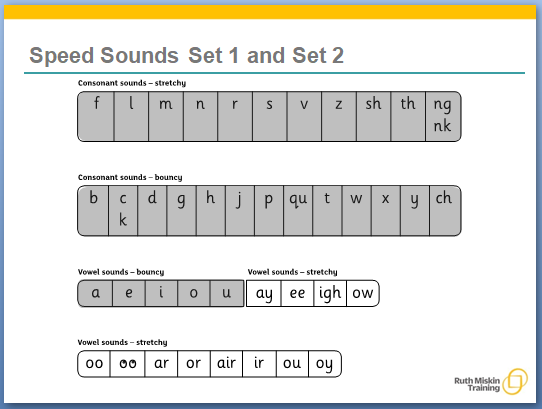 Speed Sounds Set 1 and Set 2
Consonant sounds – stretchy
f l m n r s v z sh th ng
nk
Consonant sounds – bouncy
b c d g h j p qu t w x y ch
k
Vowel sounds – bouncy Vowel sounds – stretchy
a e i o u ay ee igh ow
Vowel sounds – stretchy
oo oo ar or air ir ou oy
Ruth Miskin
Training